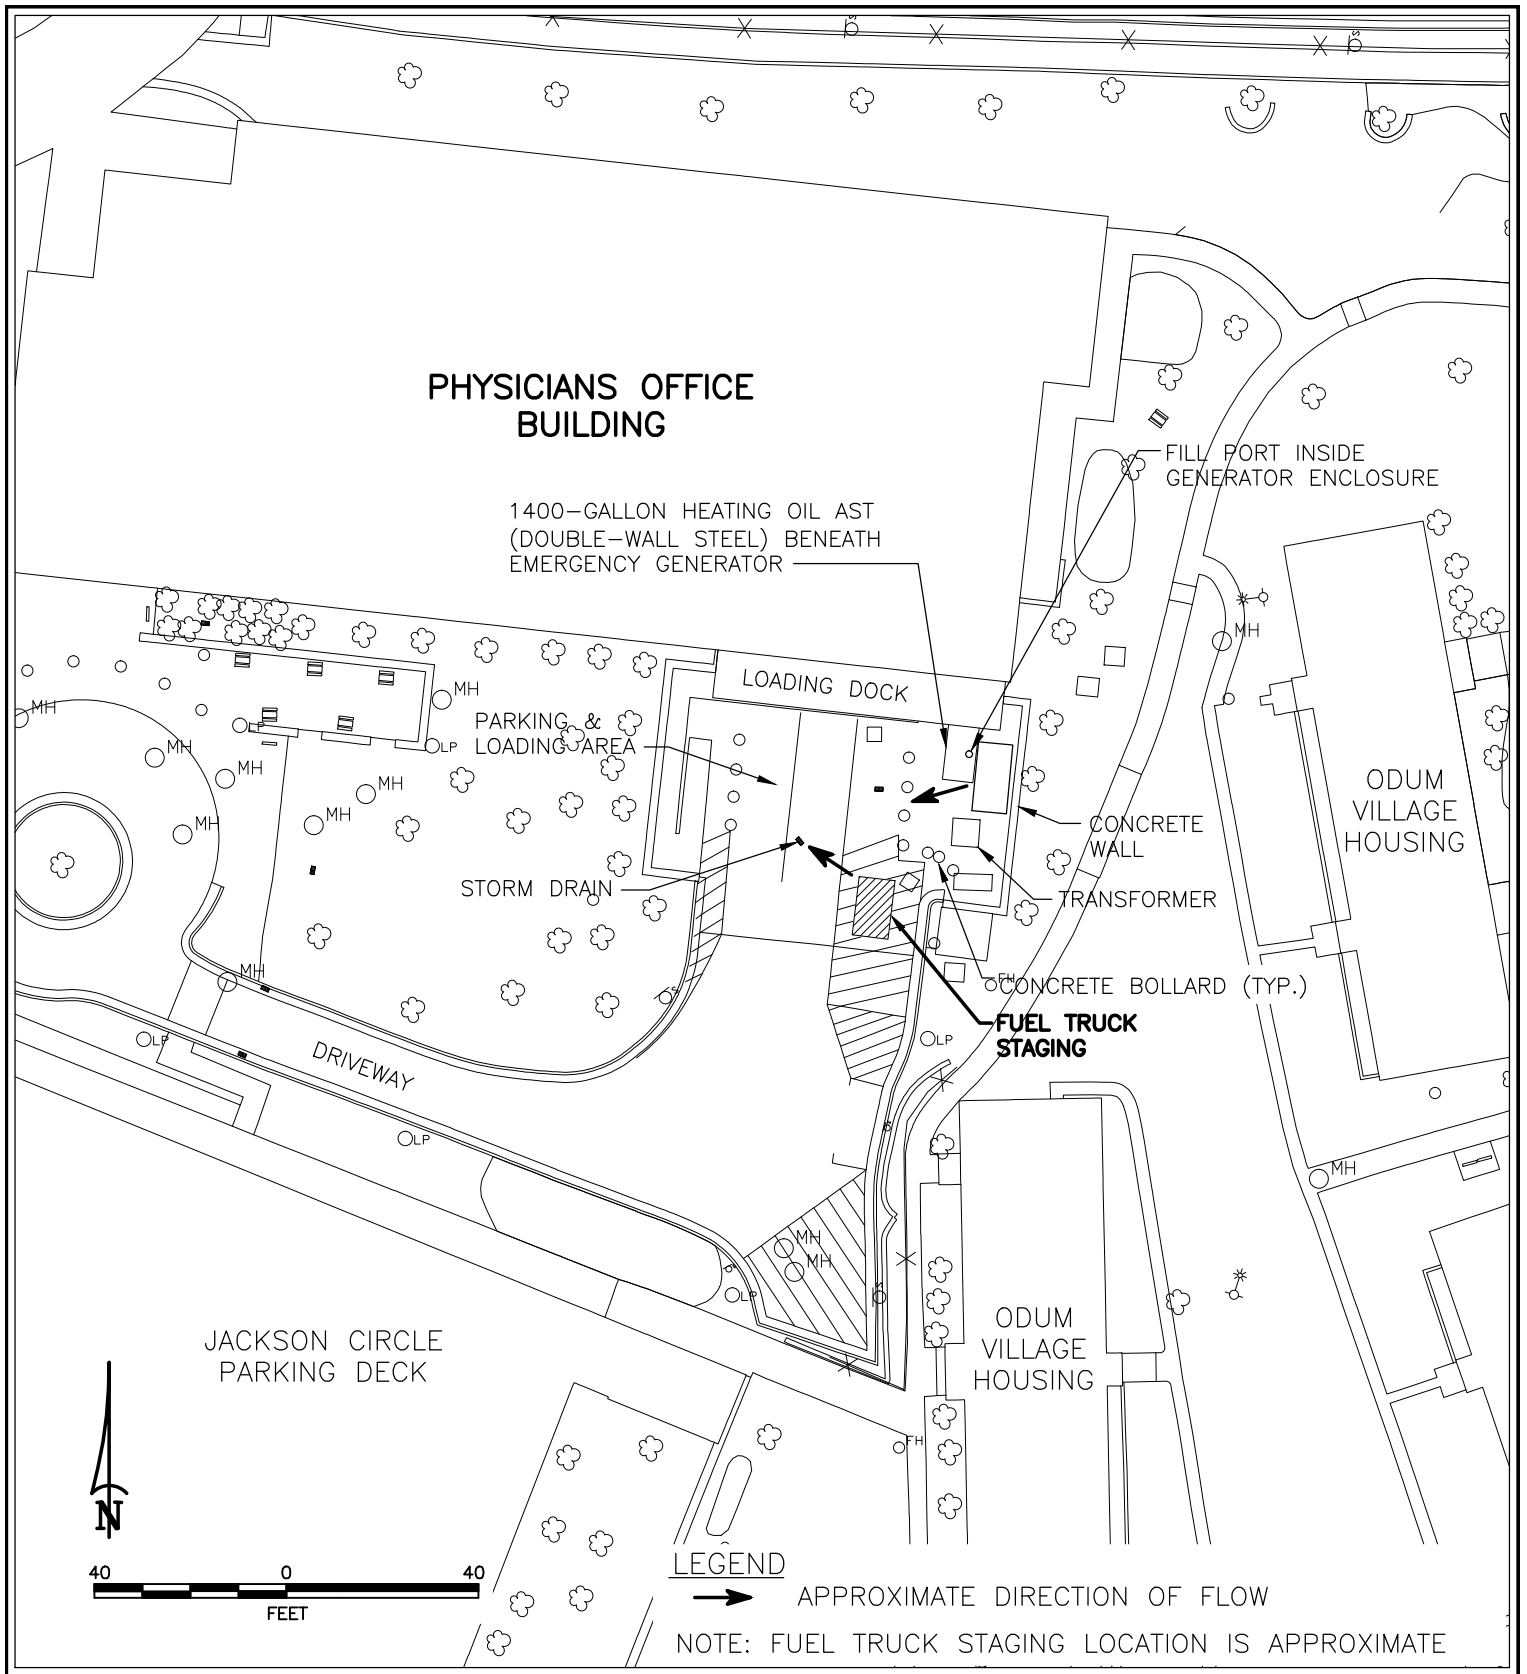 PHYSICIANS OFFICE
BUILDING
FILL PORT INSIDE
GENERATOR ENCLOSURE
1400-GALLON HEATING OIL AST
(DOUBLE-WALL STEEL) BENEATH
EMERGENCY GENERATOR
MH
LOADING DOCK
MH
MH
PARKING &
LOADING AREA
LP
MH
MH
MH
MH
MH
ODUM
VILLAGE
HOUSING
CONCRETE
WALL
STORM DRAIN
TRANSFORMER
MH
FH
CONCRETE BOLLARD (TYP.)
FUEL TRUCK
STAGING
LP
LP
DRIVEWAY
LP
MH
MH
MH
LP
JACKSON CIRCLE
PARKING DECK
ODUM
VILLAGE
HOUSING
FH
N
40 0 40
FEET
LEGEND
APPROXIMATE DIRECTION OF FLOW
NOTE: FUEL TRUCK STAGING LOCATION IS APPROXIMATE